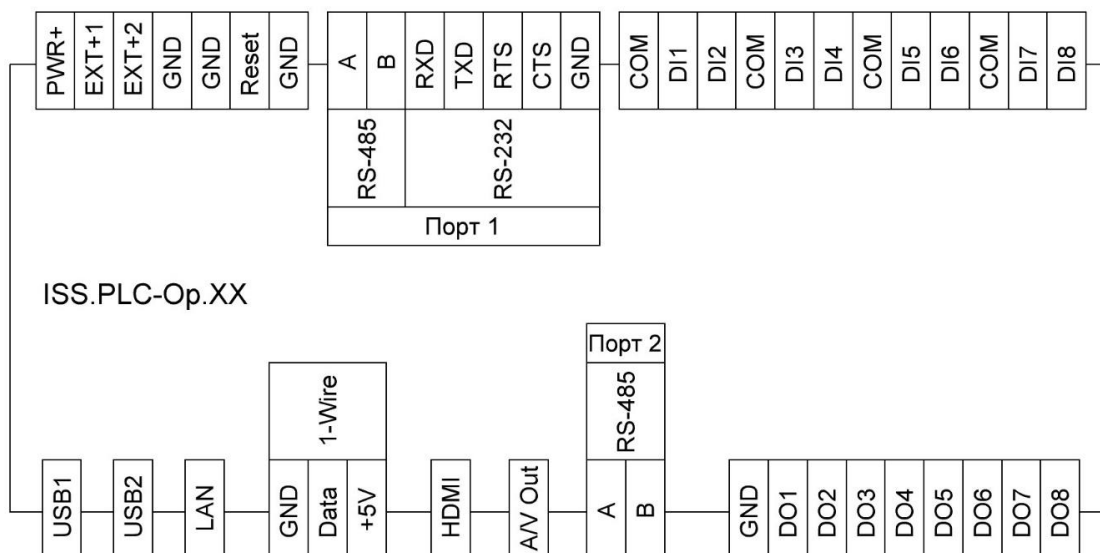 PWR+
EXT+1
EXT+2
GND
GND
Reset
GND
A
B
RXD
TXD
RTS
CTS
GND
RS-485
RS-232
Порт 1
COM
DI1
DI2
COM
DI3
DI4
COM
DI5
DI6
COM
DI7
DI8
ISS.PLC-Op.XX
USB1
USB2
LAN
1-Wire
GND
Data
+5V
HDMI
A/V Out
Порт 2
RS-485
A
B
GND
DO1
DO2
DO3
DO4
DO5
DO6
DO7
DO8